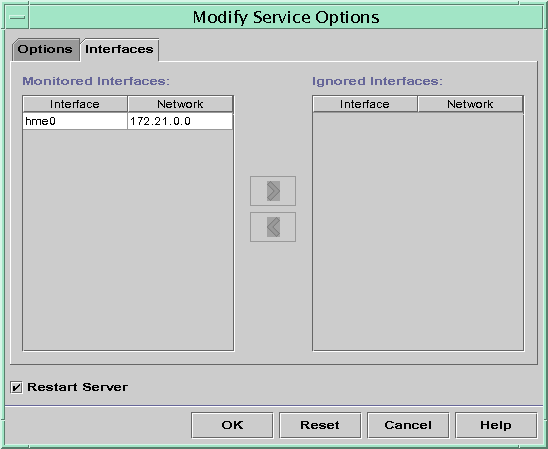 Modify Service Options
Options Interfaces
Monitored Interfaces: Ignored Interfaces:
Interface Network Interface Network
hme0 172.21.0.0
Restart Server
OK Reset Cancel Help